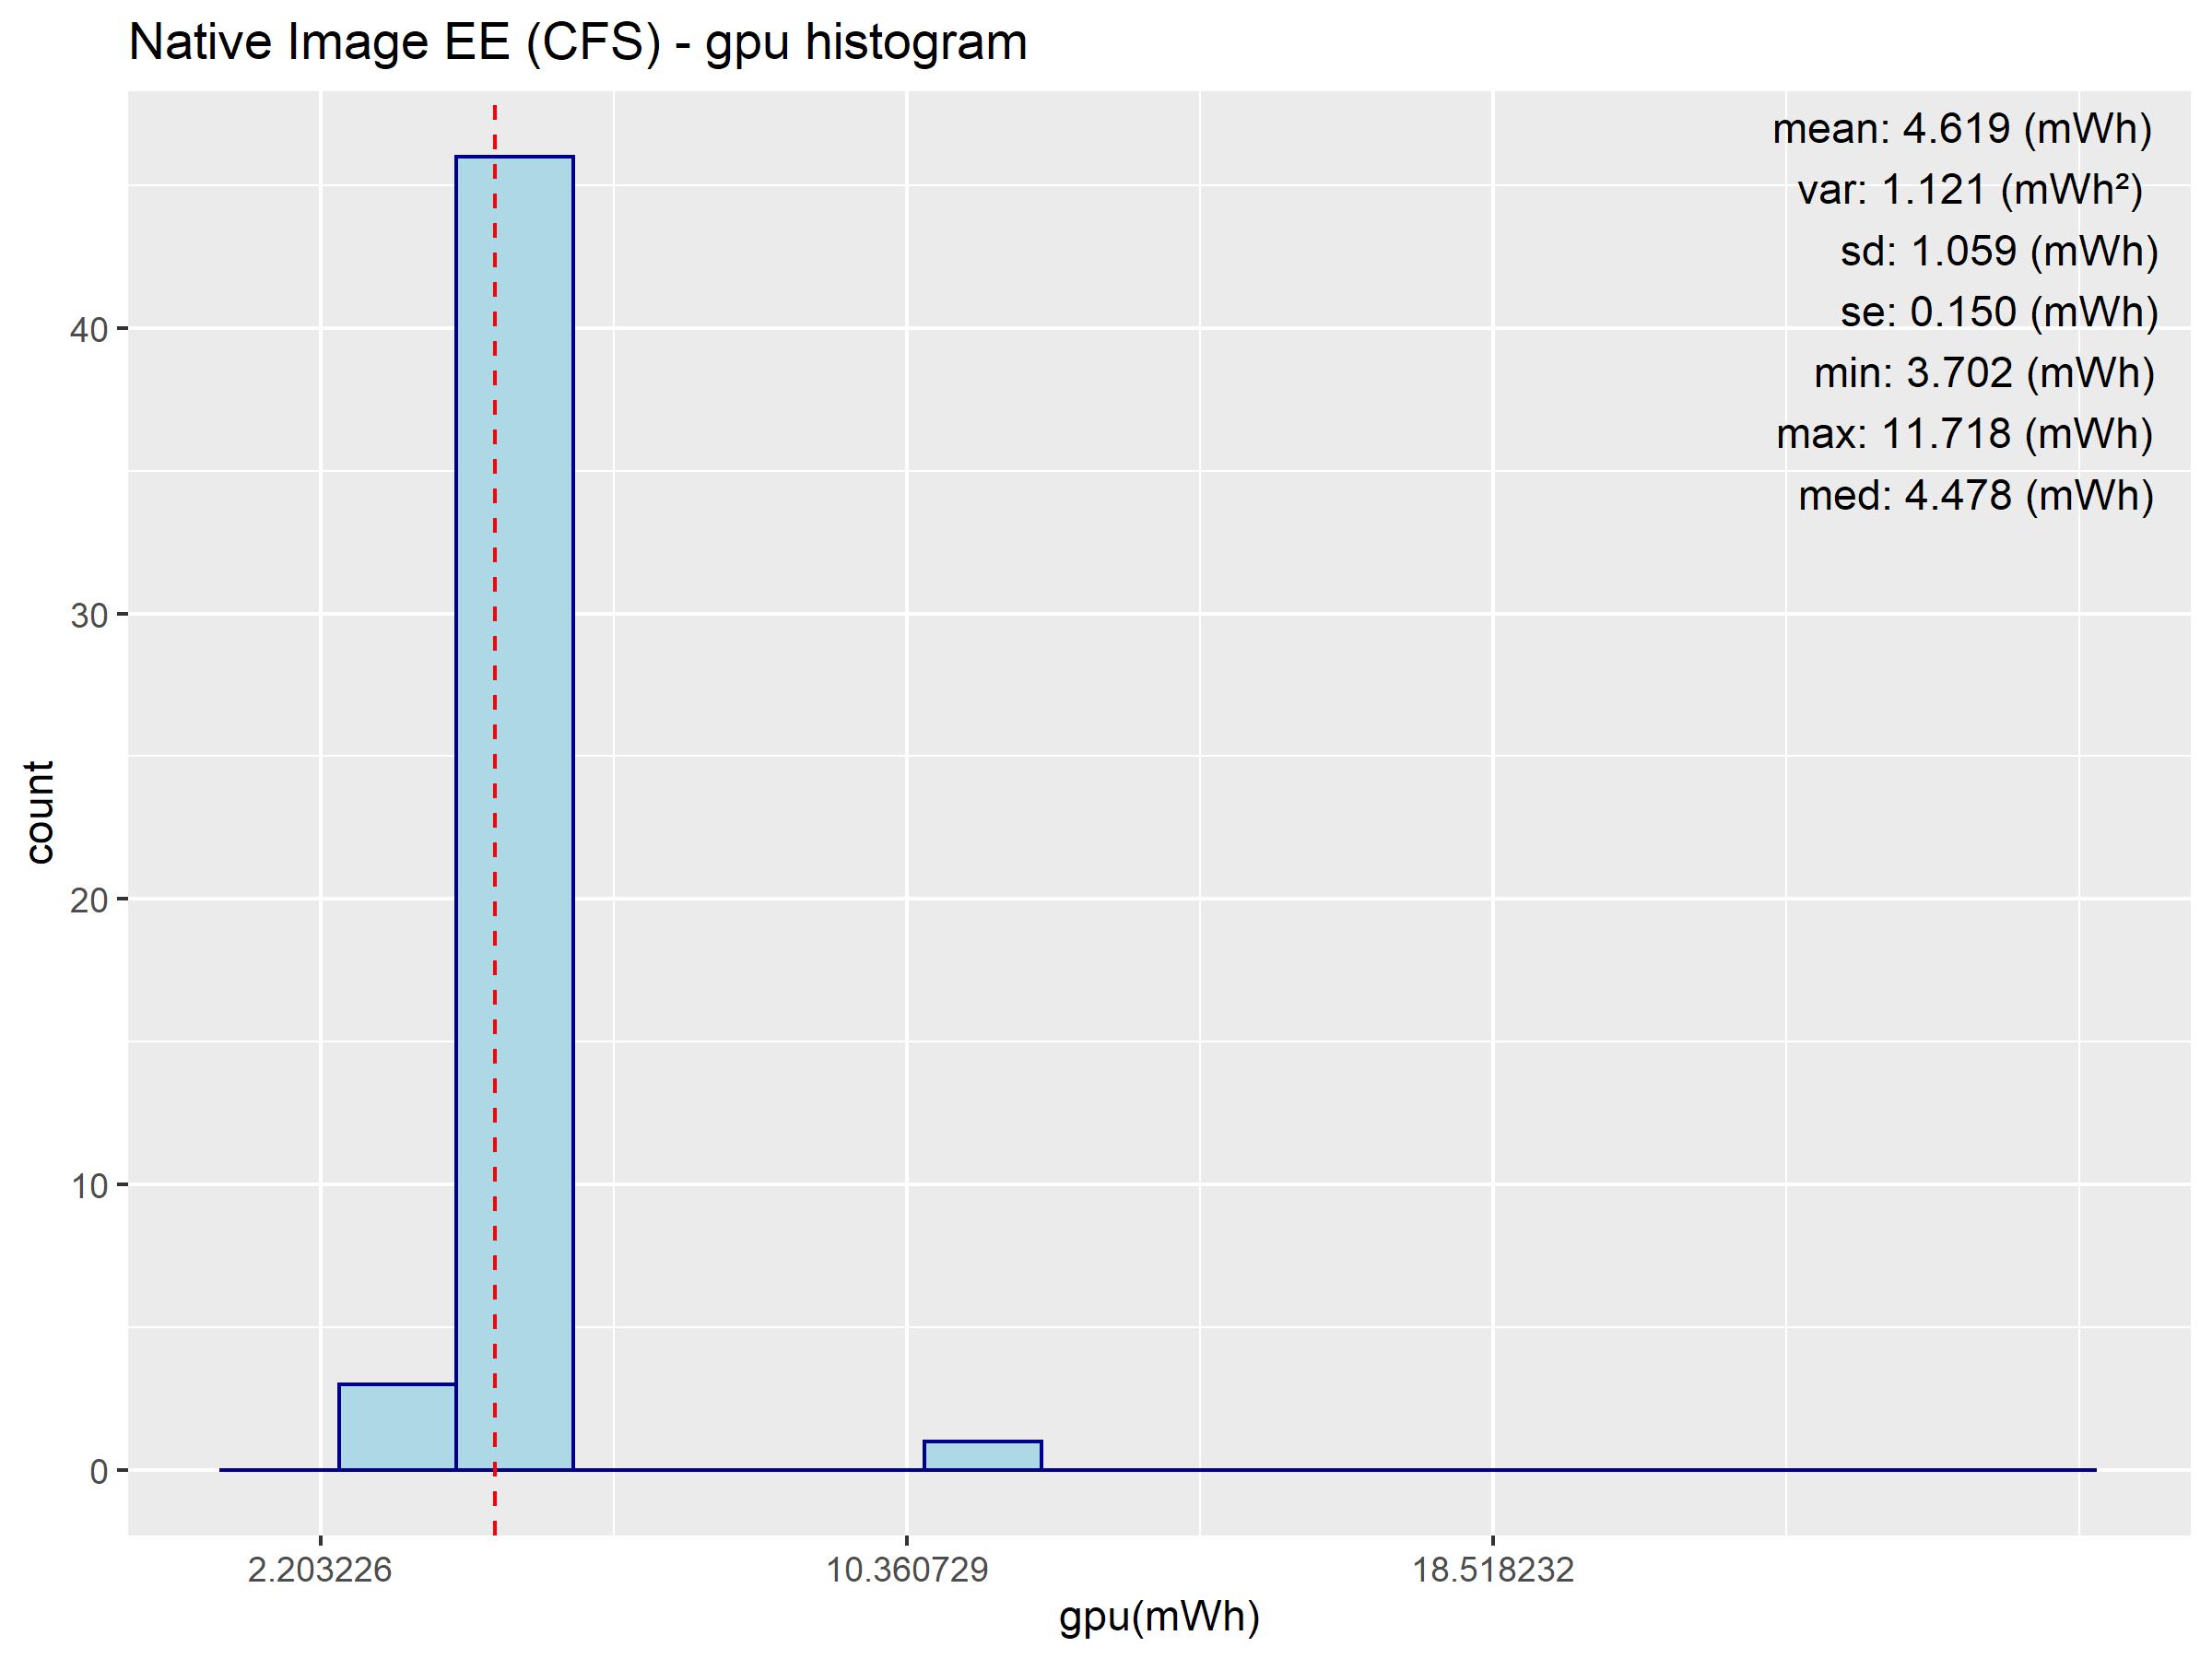 Native Image EE (CFS) - gpu histogram
mean: 4.619 (mWh)
var: 1.121 (mWh²)
sd: 1.059 (mWh)
se: 0.150 (mWh)
min: 3.702 (mWh)
max: 11.718 (mWh)
med: 4.478 (mWh)
40
30
20
10
0
count
2.203226
10.360729
18.518232
gpu(mWh)